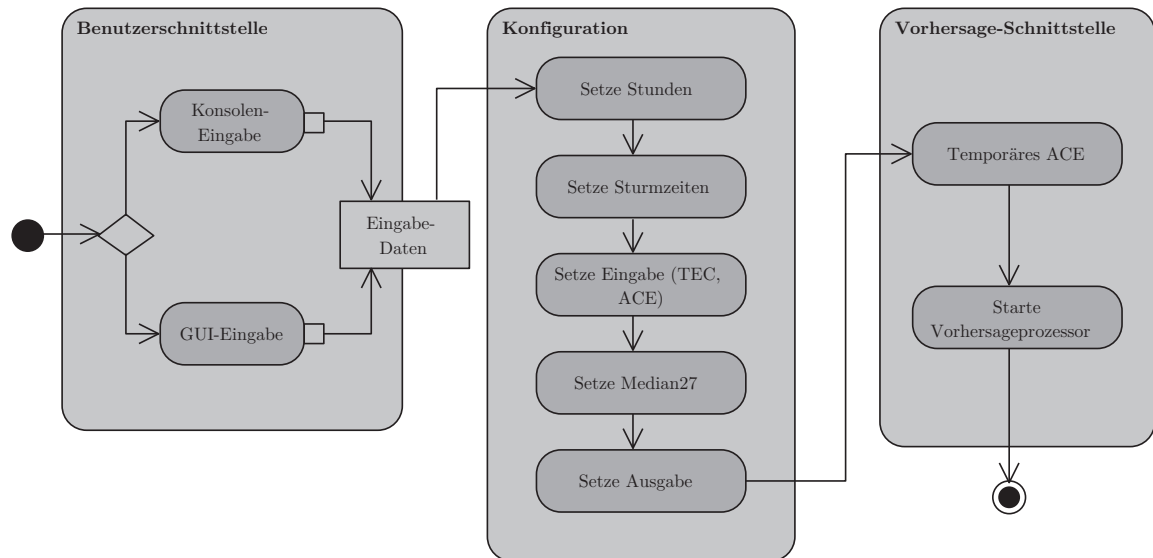 Benutzerschnittstelle
Konsolen-
Eingabe
GUI-Eingabe
Eingabe-
Daten
Konfiguration
Setze Stunden
Setze Sturmzeiten
Setze Eingabe (TEC,
ACE)
Setze Median27
Setze Ausgabe
Vorhersage-Schnittstelle
Temporäres ACE
Starte
Vorhersageprozessor